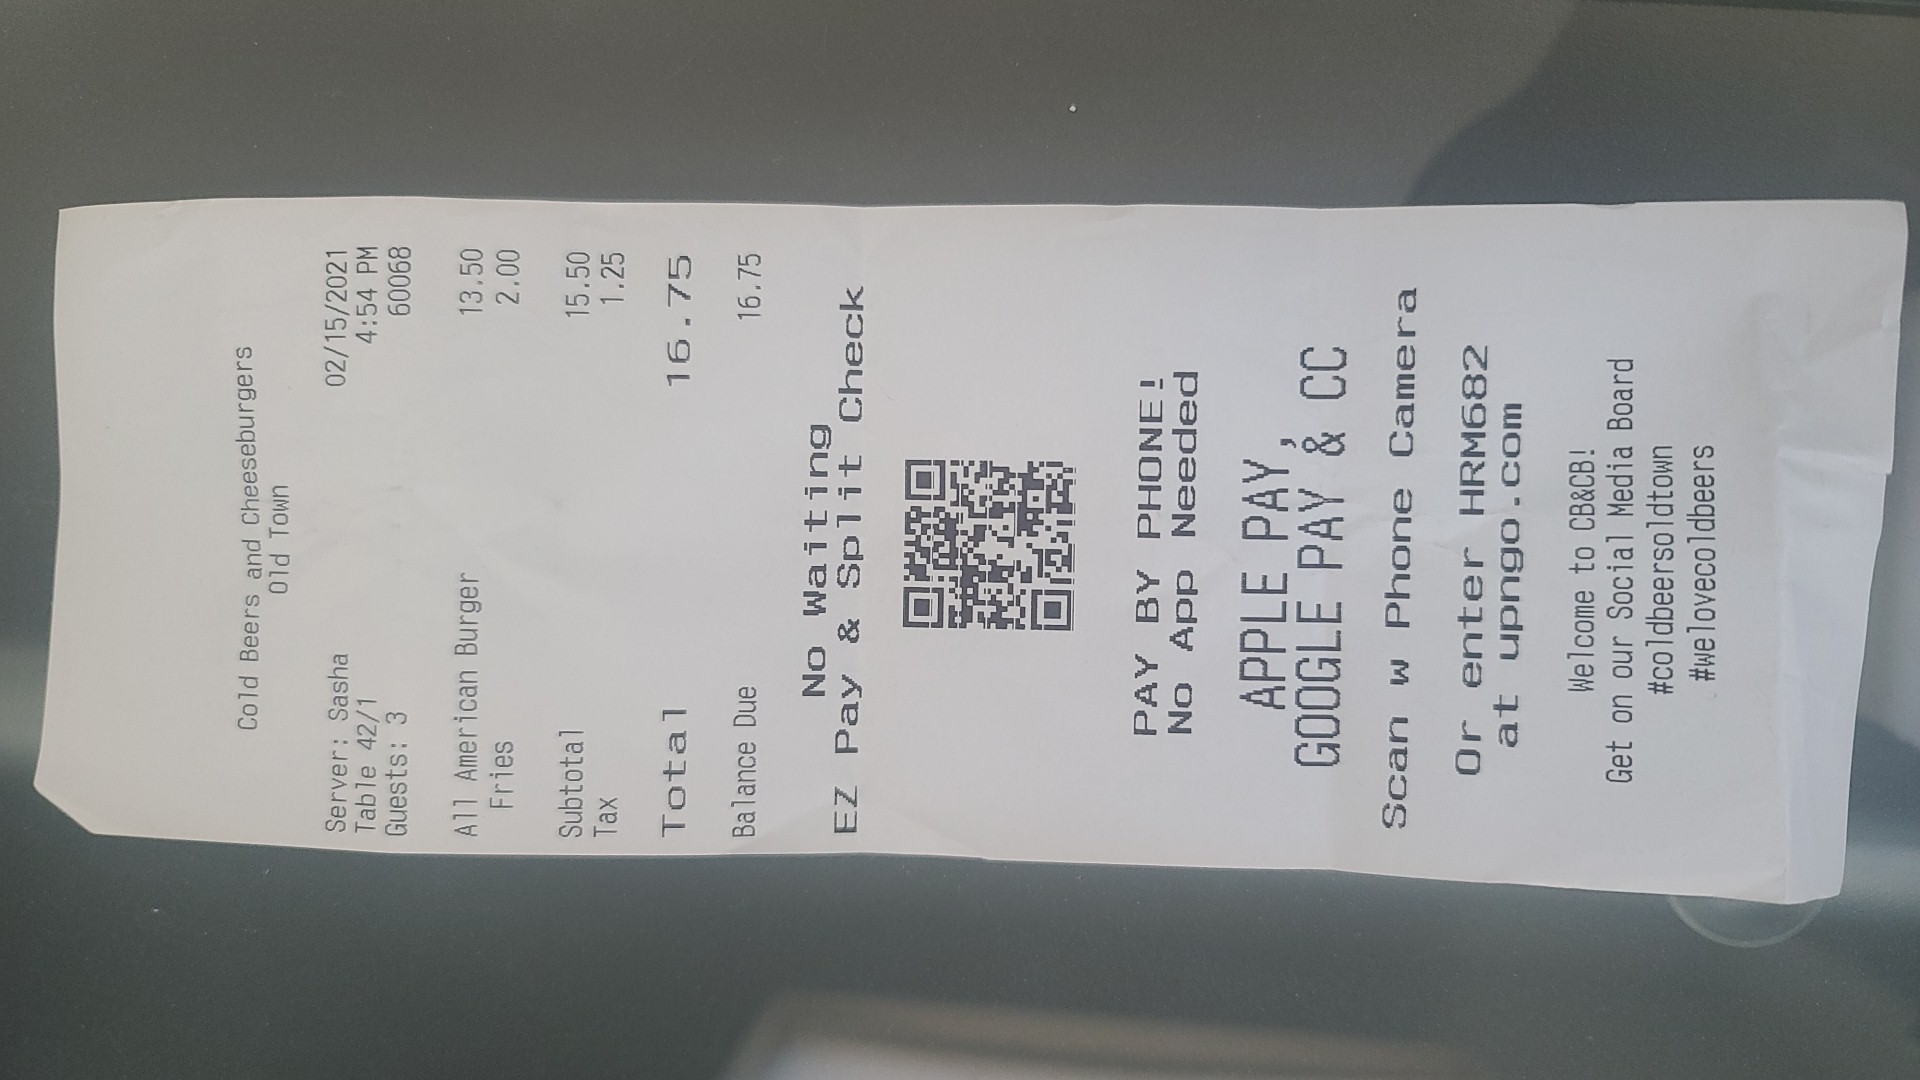 Cold Beers and Cheeseburgers
Old Town
Server: Sasha 02/15/2021
Table 42/1 4:54 PM
Guests: 3 60068
All American Burger 13.50
Fries 2.00
Subtotal 15.50
Tax 1.25
Total 16.75
Balance Due 16.75
No Waiting
EZ Pay & Split Check
PAY BY PHONE!
No App Needed
APPLE PAY,
GOOGLE PAY, & CC
Scan w Phone Camera
Or enter HRM682
at upngo.com
Welcome to CB&CB!
Get on our Social Media Board
#coldbeersoldtown
#welovecoldbeers